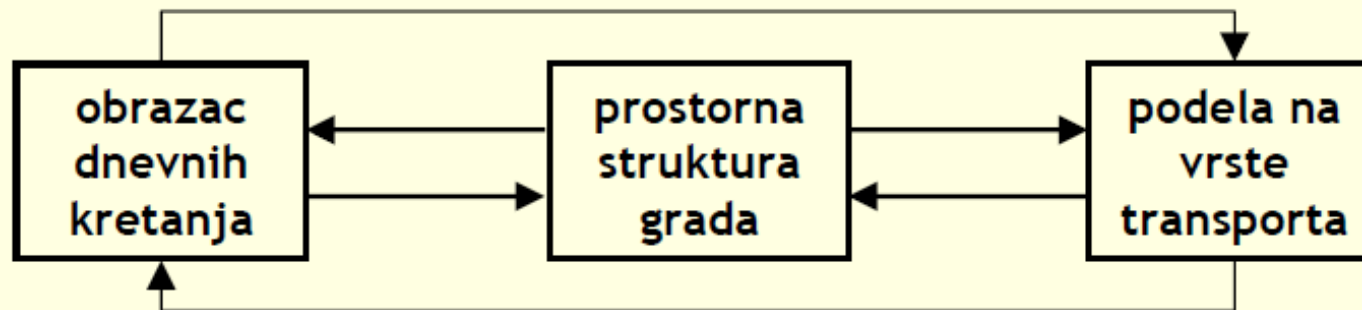 obrazac
dnevnih
kretanja
prostorna
struktura
grada
podela na
vrste
transporta